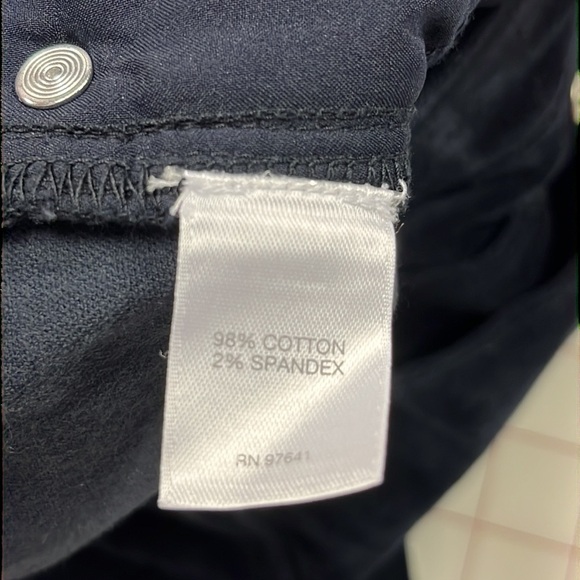 98% COTTON
2% SPANDEX
RN 97641